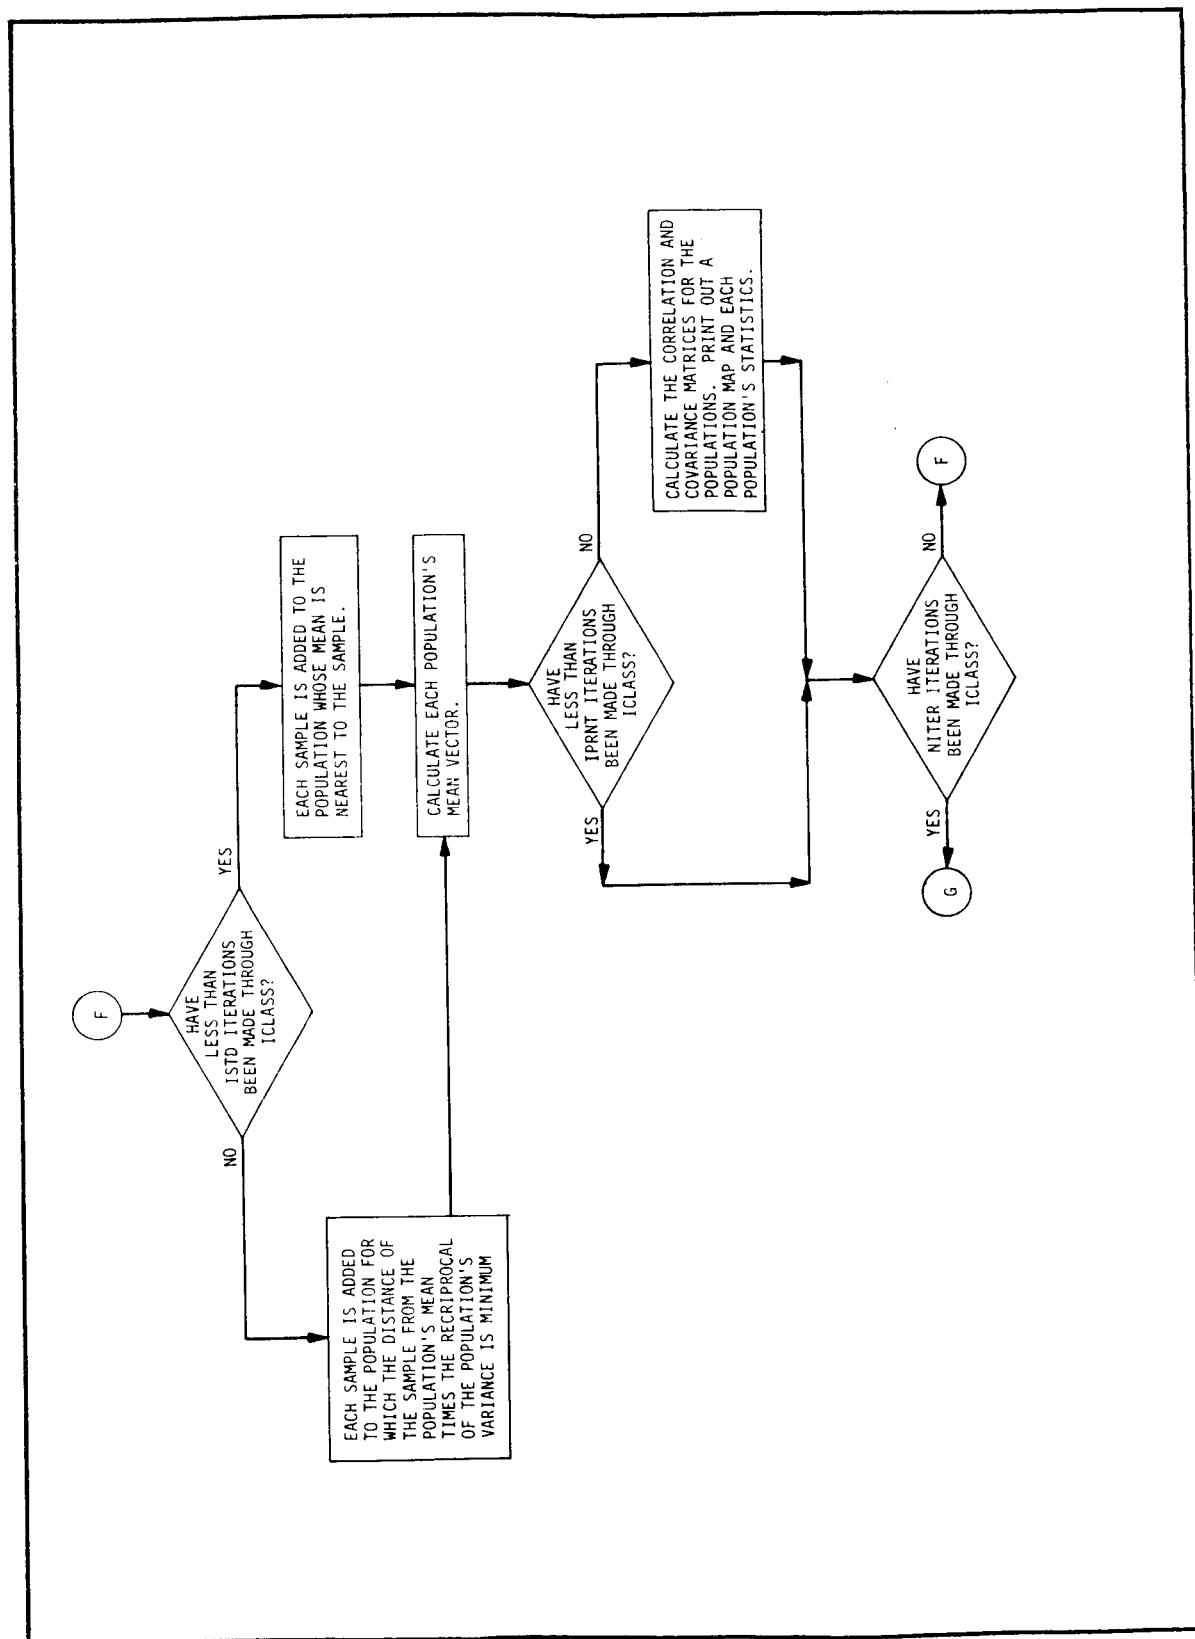 F
HAVE
LESS THAN
ISTD ITERATIONS
BEEN MADE THROUGH
ICLASS?
NO
YES
EACH SAMPLE IS ADDED
TO THE POPULATION FOR
WHICH THE DISTANCE OF
THE SAMPLE FROM THE
POPULATION'S MEAN
TIMES THE RECRIPROCAL
OF THE POPULATION'S
VARIANCE IS MINIMUM
EACH SAMPLE IS ADDED TO THE
POPULATION WHOSE MEAN IS
NEAREST TO THE SAMPLE.
CALCULATE EACH POPULATION'S
MEAN VECTOR.
HAVE
LESS THAN
IPRNT ITERATIONS
BEEN MADE THROUGH
ICLASS?
YES
NO
CALCULATE THE CORRELATION AND
COVARIANCE MATRICES FOR THE
POPULATIONS. PRINT OUT A
POPULATION MAP AND EACH
POPULATION'S STATISTICS.
HAVE
NITER ITERATIONS
BEEN MADE THROUGH
ICLASS?
YES
NO
G
F